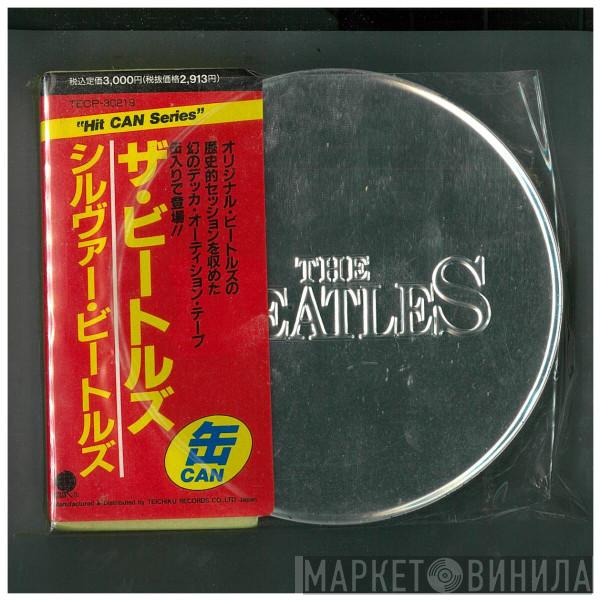 税込定価3,000円(税抜価格2,913円)
TECP-30219
"Hit CAN Series"
オリジナル・ビートルズの
歴史的セッションを収めた
幻のデッカ・オーディション・テープ
缶入りで登場!!
ザ・ビートルズ
シルヴァー・ビートルズ
缶
CAN
Manufactured & Distributed by TEICHIKU RECORDS CO., LTD. Japan.
THE
EATLES
МАРКЕТ ВИНИЛА